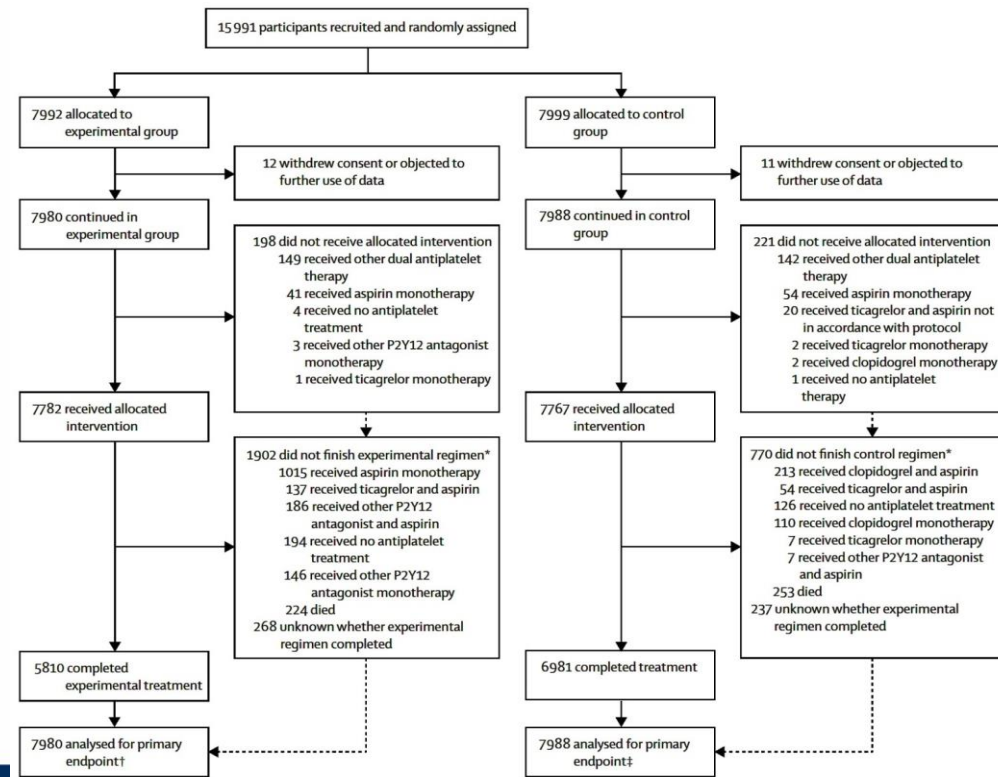 15 991 participants recruited and randomly assigned
7992 allocated to
experimental group
7999 allocated to control
group
12 withdrew consent or objected to
further use of data
11 withdrew consent or objected to
further use of data
7980 continued in
experimental group
7988 continued in control
group
198 did not receive allocated intervention
149 received other dual antiplatelet
therapy
41 received aspirin monotherapy
4 received no antiplatelet
treatment
3 received other P2Y12 antagonist
monotherapy
1 received ticagrelor monotherapy
221 did not receive allocated intervention
142 received other dual antiplatelet
therapy
54 received aspirin monotherapy
20 received ticagrelor and aspirin not
in accordance with protocol
2 received ticagrelor monotherapy
2 received clopidogrel monotherapy
1 received no antiplatelet
therapy
7782 received allocated
intervention
7767 received allocated
intervention
1902 did not finish experimental regimen*
1015 received aspirin monotherapy
137 received ticagrelor and aspirin
186 received other P2Y12
antagonist and aspirin
194 received no antiplatelet
treatment
146 received other P2Y12
antagonist monotherapy
224 died
268 unknown whether experimental
regimen completed
770 did not finish control regimen*
213 received clopidogrel and aspirin
54 received ticagrelor and aspirin
126 received no antiplatelet treatment
110 received clopidogrel monotherapy
7 received ticagrelor monotherapy
7 received other P2Y12 antagonist
and aspirin
253 died
237 unknown whether experimental
regimen completed
5810 completed
experimental treatment
6981 completed treatment
7980 analysed for primary
endpoint†
7988 analysed for primary
endpoint‡